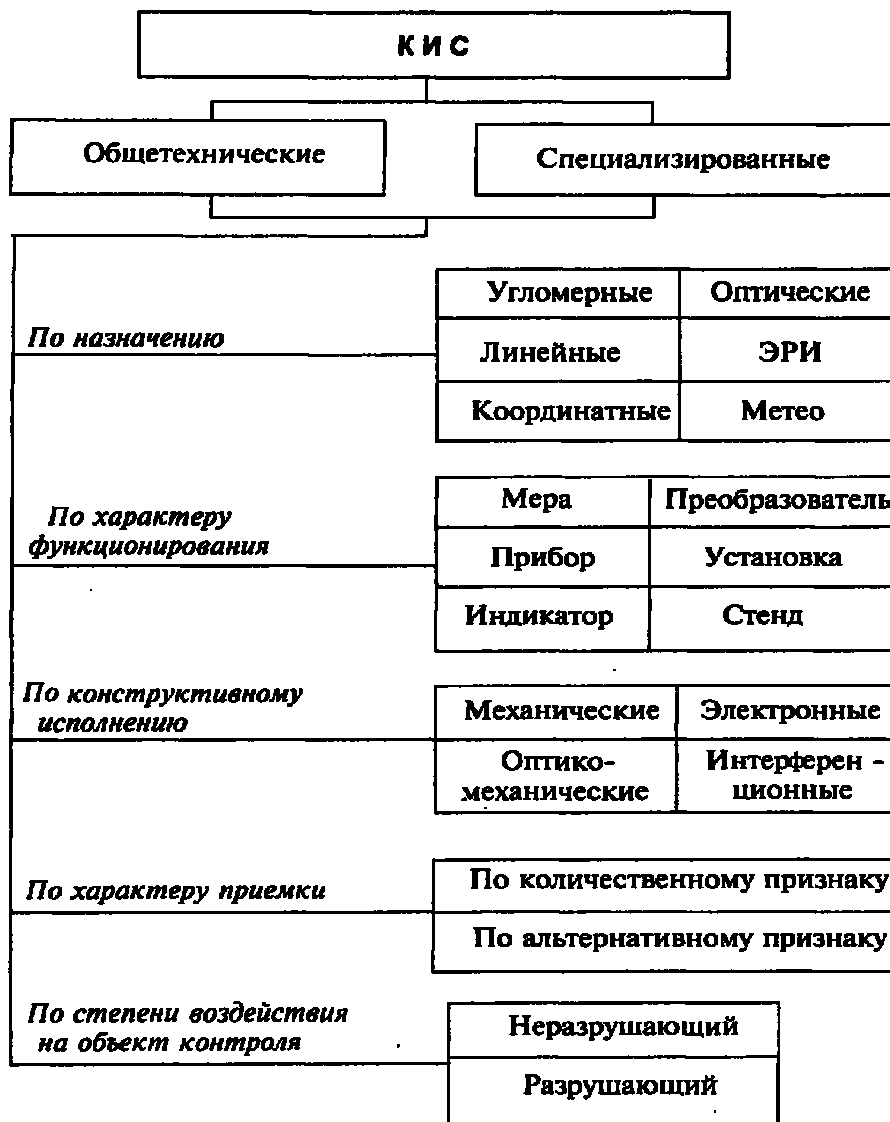 КИС
Общетехнические
Специализированные
По назначению
Угломерные
Оптические
Линейные
ЭРИ
Координатные
Метео
По характеру
функционирования
Мера
Преобразователь
Прибор
Установка
Индикатор
Стенд
По конструктивному
исполнению
Механические
Электронные
Оптико-
механические
Интерферен -
ционные
По характеру приемки
По количественному признаку
По альтернативному признаку
По степени воздействия
на объект контроля
Неразрушающий
Разрушающий